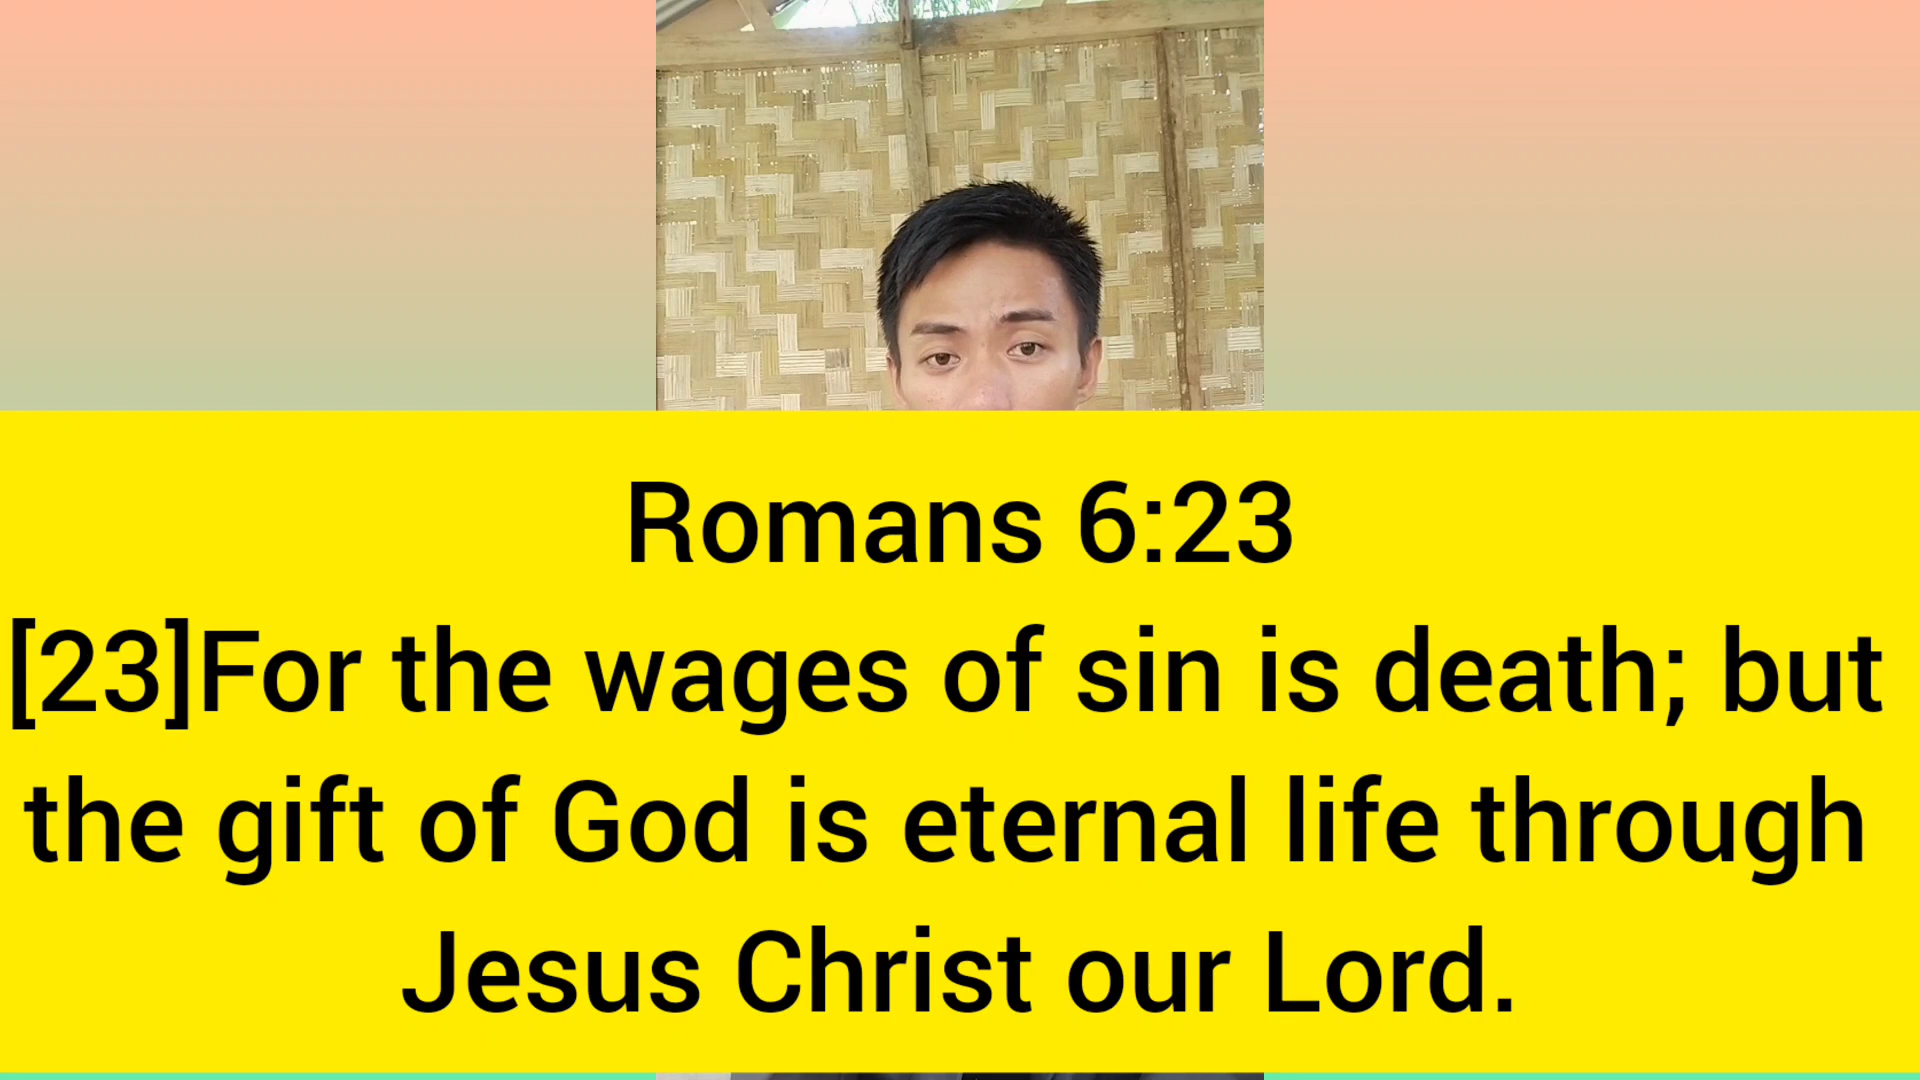 Romans 6:23
[23]For the wages of sin is death; but
the gift of God is eternal life through
Jesus Christ our Lord.